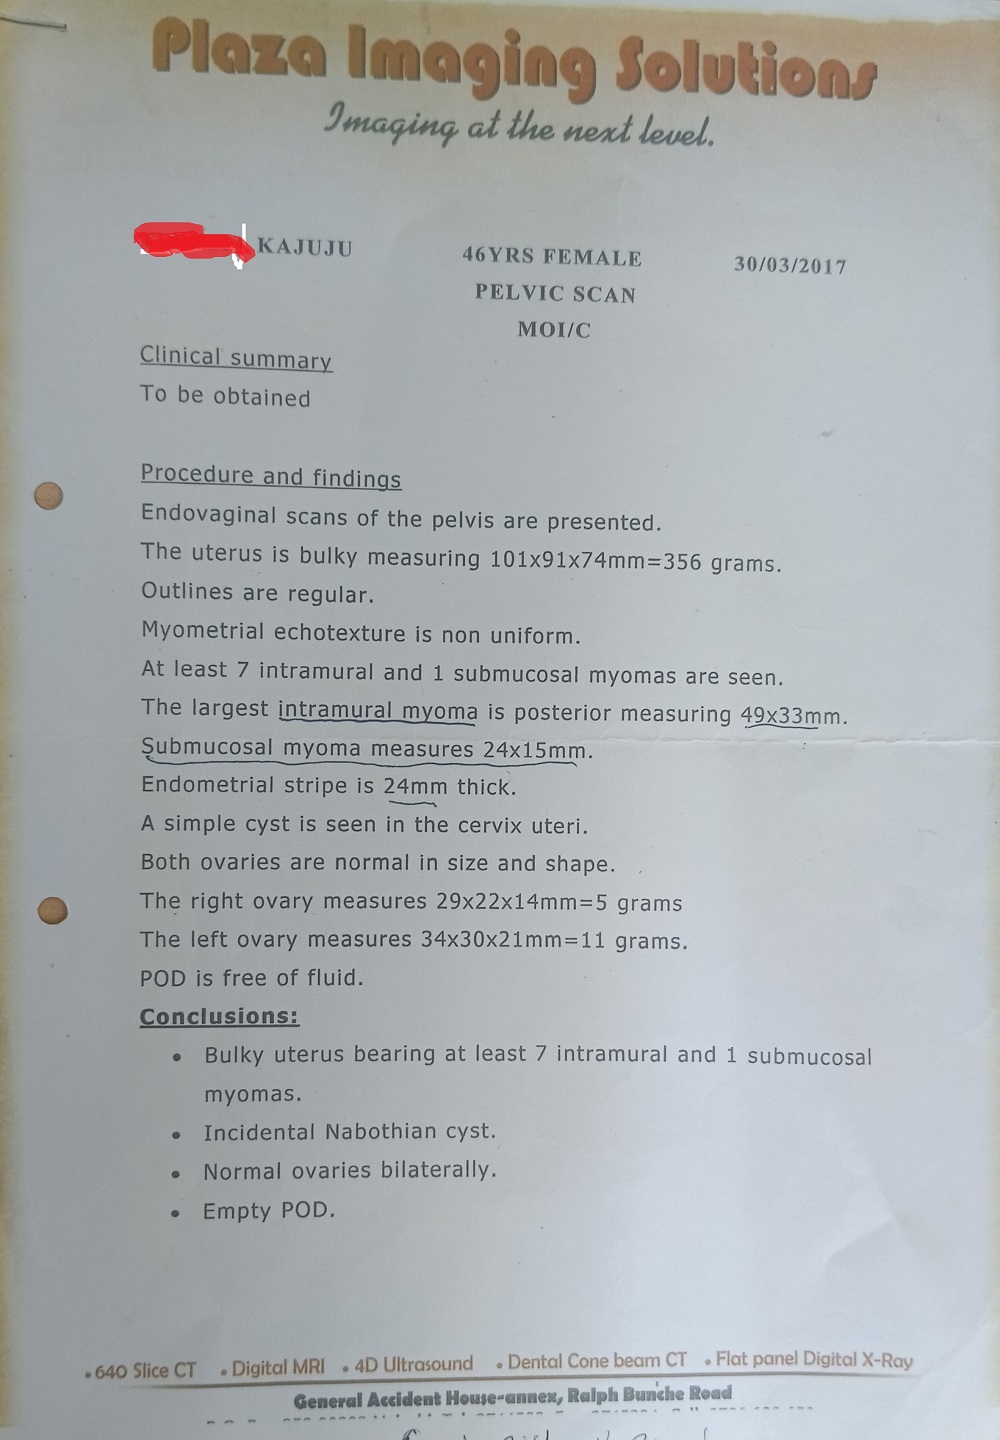 Plaza Imaging Solutions
Imaging at the next level.
KAJUJU
46YRS FEMALE
30/03/2017
PELVIC SCAN
MOI/C
Clinical summary
To be obtained
Procedure and findings
Endovaginal scans of the pelvis are presented.
The uterus is bulky measuring 101x91x74mm=356 grams.
Outlines are regular.
Myometrial echotexture is non uniform.
At least 7 intramural and 1 submucosal myomas are seen.
The largest intramural myoma is posterior measuring 49x33mm.
Submucosal myoma measures 24x15mm.
Endometrial stripe is 24mm thick.
A simple cyst is seen in the cervix uteri.
Both ovaries are normal in size and shape.
The right ovary measures 29x22x14mm=5 grams
The left ovary measures 34x30x21mm=11 grams.
POD is free of fluid.
Conclusions:
• Bulky uterus bearing at least 7 intramural and 1 submucosal
myomas.
• Incidental Nabothian cyst.
• Normal ovaries bilaterally.
• Empty POD.
• 640 Slice CT • Digital MRI • 4D Ultrasound • Dental Cone beam CT • Flat panel Digital X-Ray
General Accident House-annex, Ralph Bunche Road